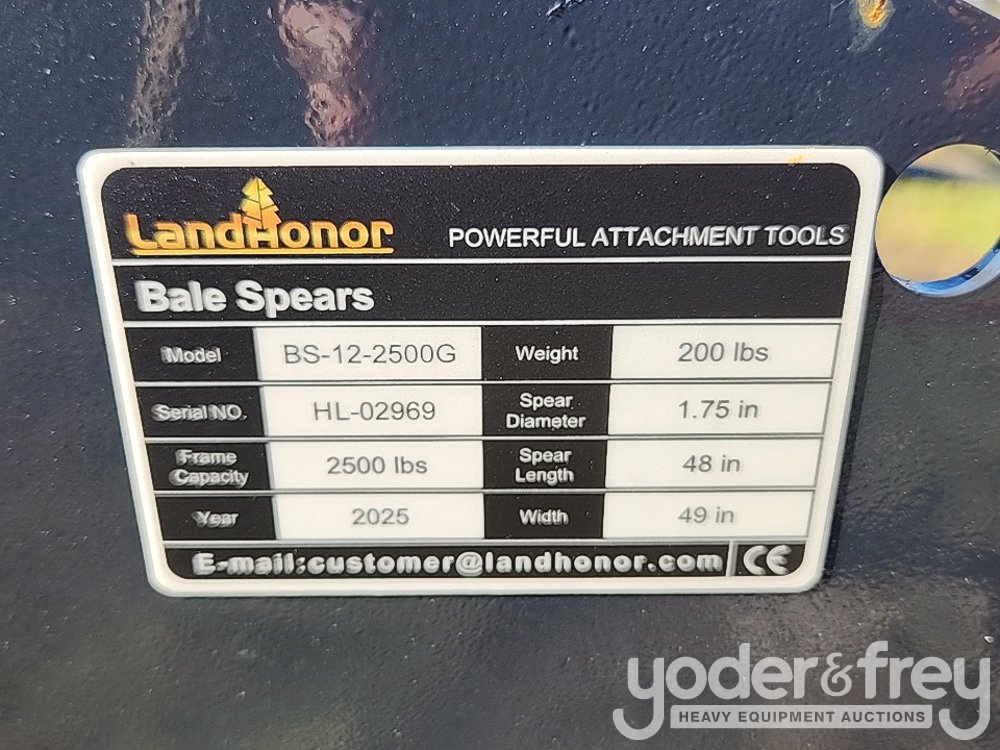 LandHonor
POWERFUL ATTACHMENT TOOLS
Bale Spears
Model BS-12-2500G Weight 200 lbs
Serial NO. HL-02969 Spear Diameter 1.75 in
Frame Capacity 2500 lbs Spear Length 48 in
Year 2025 Width 49 in
E-mail:customer@landhonor.com CE
yoder&frey
HEAVY EQUIPMENT AUCTIONS